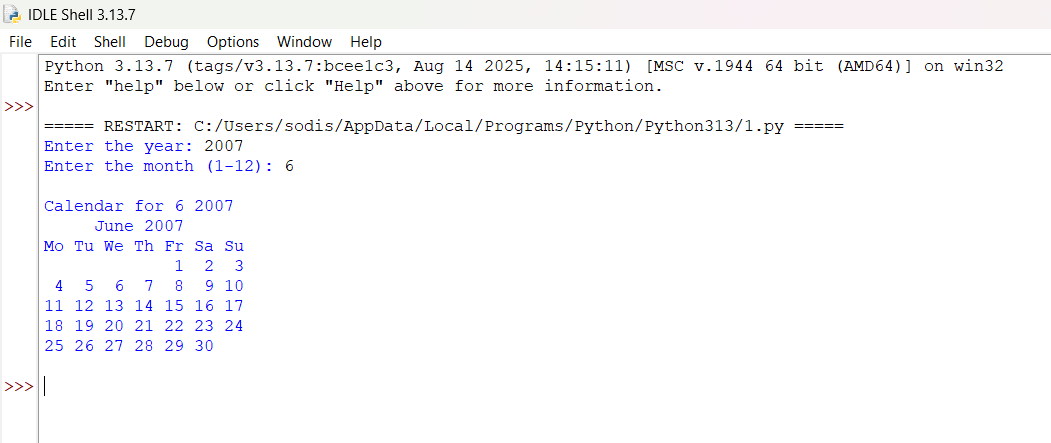 IDLE Shell 3.13.7
File Edit Shell Debug Options Window Help
Python 3.13.7 (tags/v3.13.7:bcee1c3, Aug 14 2025, 14:15:11) [MSC v.1944 64 bit (AMD64)] on win32
Enter "help" below or click "Help" above for more information.
>>>
===== RESTART: C:/Users/sodis/AppData/Local/Programs/Python/Python313/1.py =====
Enter the year: 2007
Enter the month (1-12): 6
Calendar for 6 2007
     June 2007
Mo Tu We Th Fr Sa Su
             1  2  3
 4  5  6  7  8  9 10
11 12 13 14 15 16 17
18 19 20 21 22 23 24
25 26 27 28 29 30
>>>